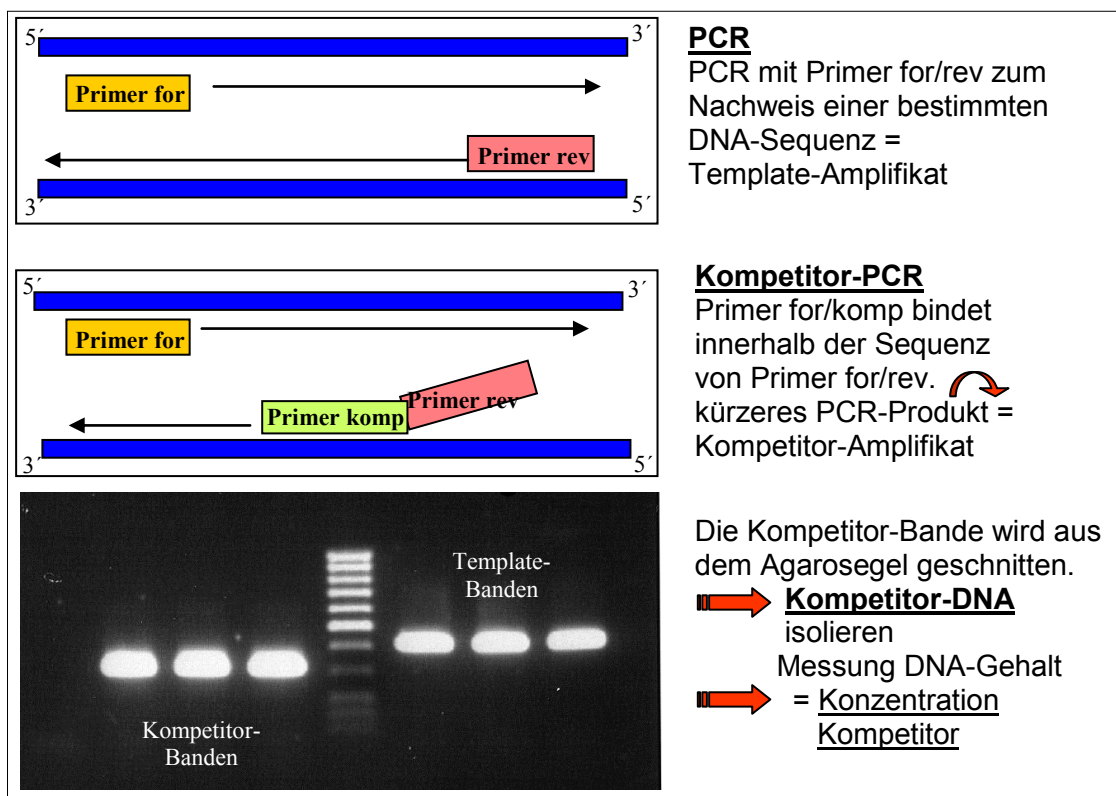 5´
3´
Primer for
Primer rev
3´
5´
PCR
PCR mit Primer for/rev zum
Nachweis einer bestimmten
DNA-Sequenz =
Template-Amplifikat
5´
3´
Primer for
Primer rev
Primer komp
3´
5´
Kompetitor-PCR
Primer for/komp bindet
innerhalb der Sequenz
von Primer for/rev.
kürzeres PCR-Produkt =
Kompetitor-Amplifikat
Template-
Banden
Kompetitor-
Banden
Die Kompetitor-Bande wird aus
dem Agarosegel geschnitten.
Kompetitor-DNA
isolieren
Messung DNA-Gehalt
= Konzentration
Kompetitor